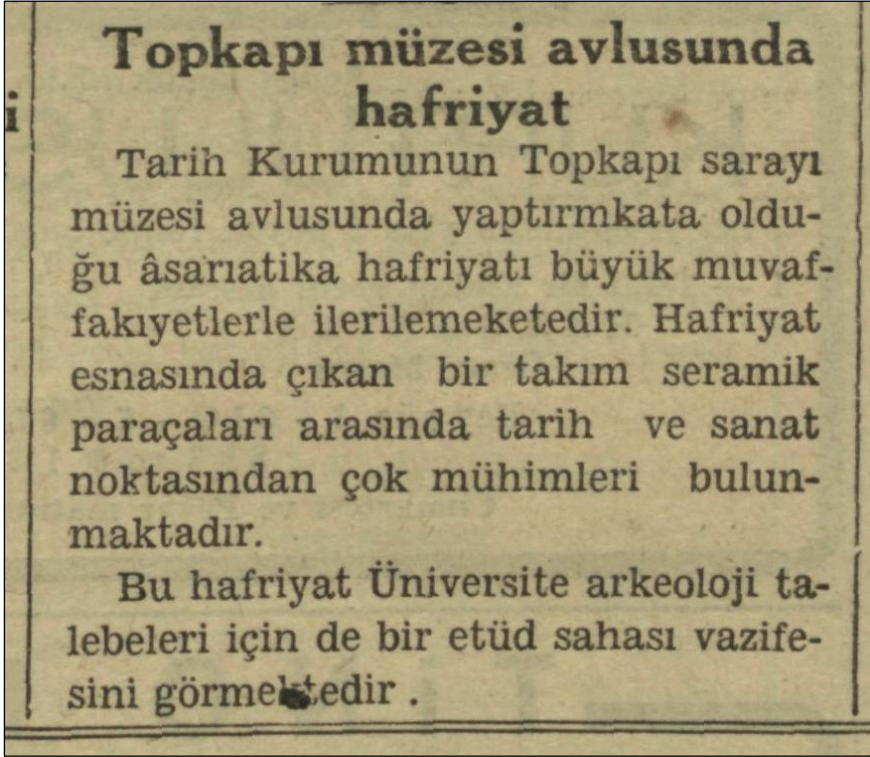 Topkapı müzesi avlusunda
hafriyat
Tarih Kurumunun Topkapı sarayı
müzesi avlusunda yaptırmkata oldu-
ğu âsarıatika hafriyatı büyük muvaf-
fakıyetlerle ilerilemeketedir. Hafriyat
esnasında çıkan bir takım seramik
paraçaları arasında tarih ve sanat
noktasından çok mühimleri bulun-
maktadır.
Bu hafriyat Üniversite arkeoloji ta-
lebeleri için de bir etüd sahası vazife-
sini görmektedir .